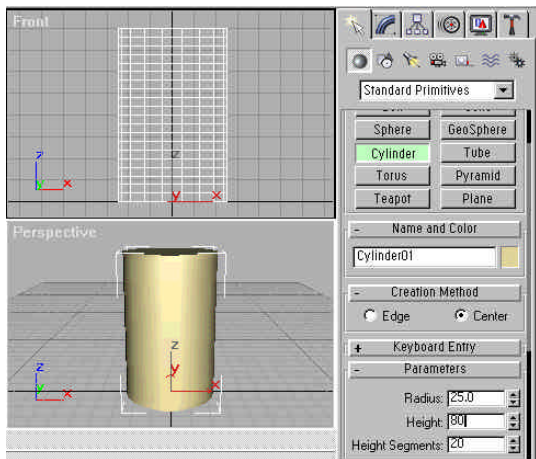 Front
z
z
y
x
y
x
Perspective
z
y
x
z
y
x
Standard Primitives
Sphere
GeoSphere
Cylinder
Tube
Torus
Pyramid
Teapot
Plane
- Name and Color
Cylinder01
- Creation Method
Edge
Center
+ Keyboard Entry
- Parameters
Radius: 25.0
Height: 80
Height Segments: 20